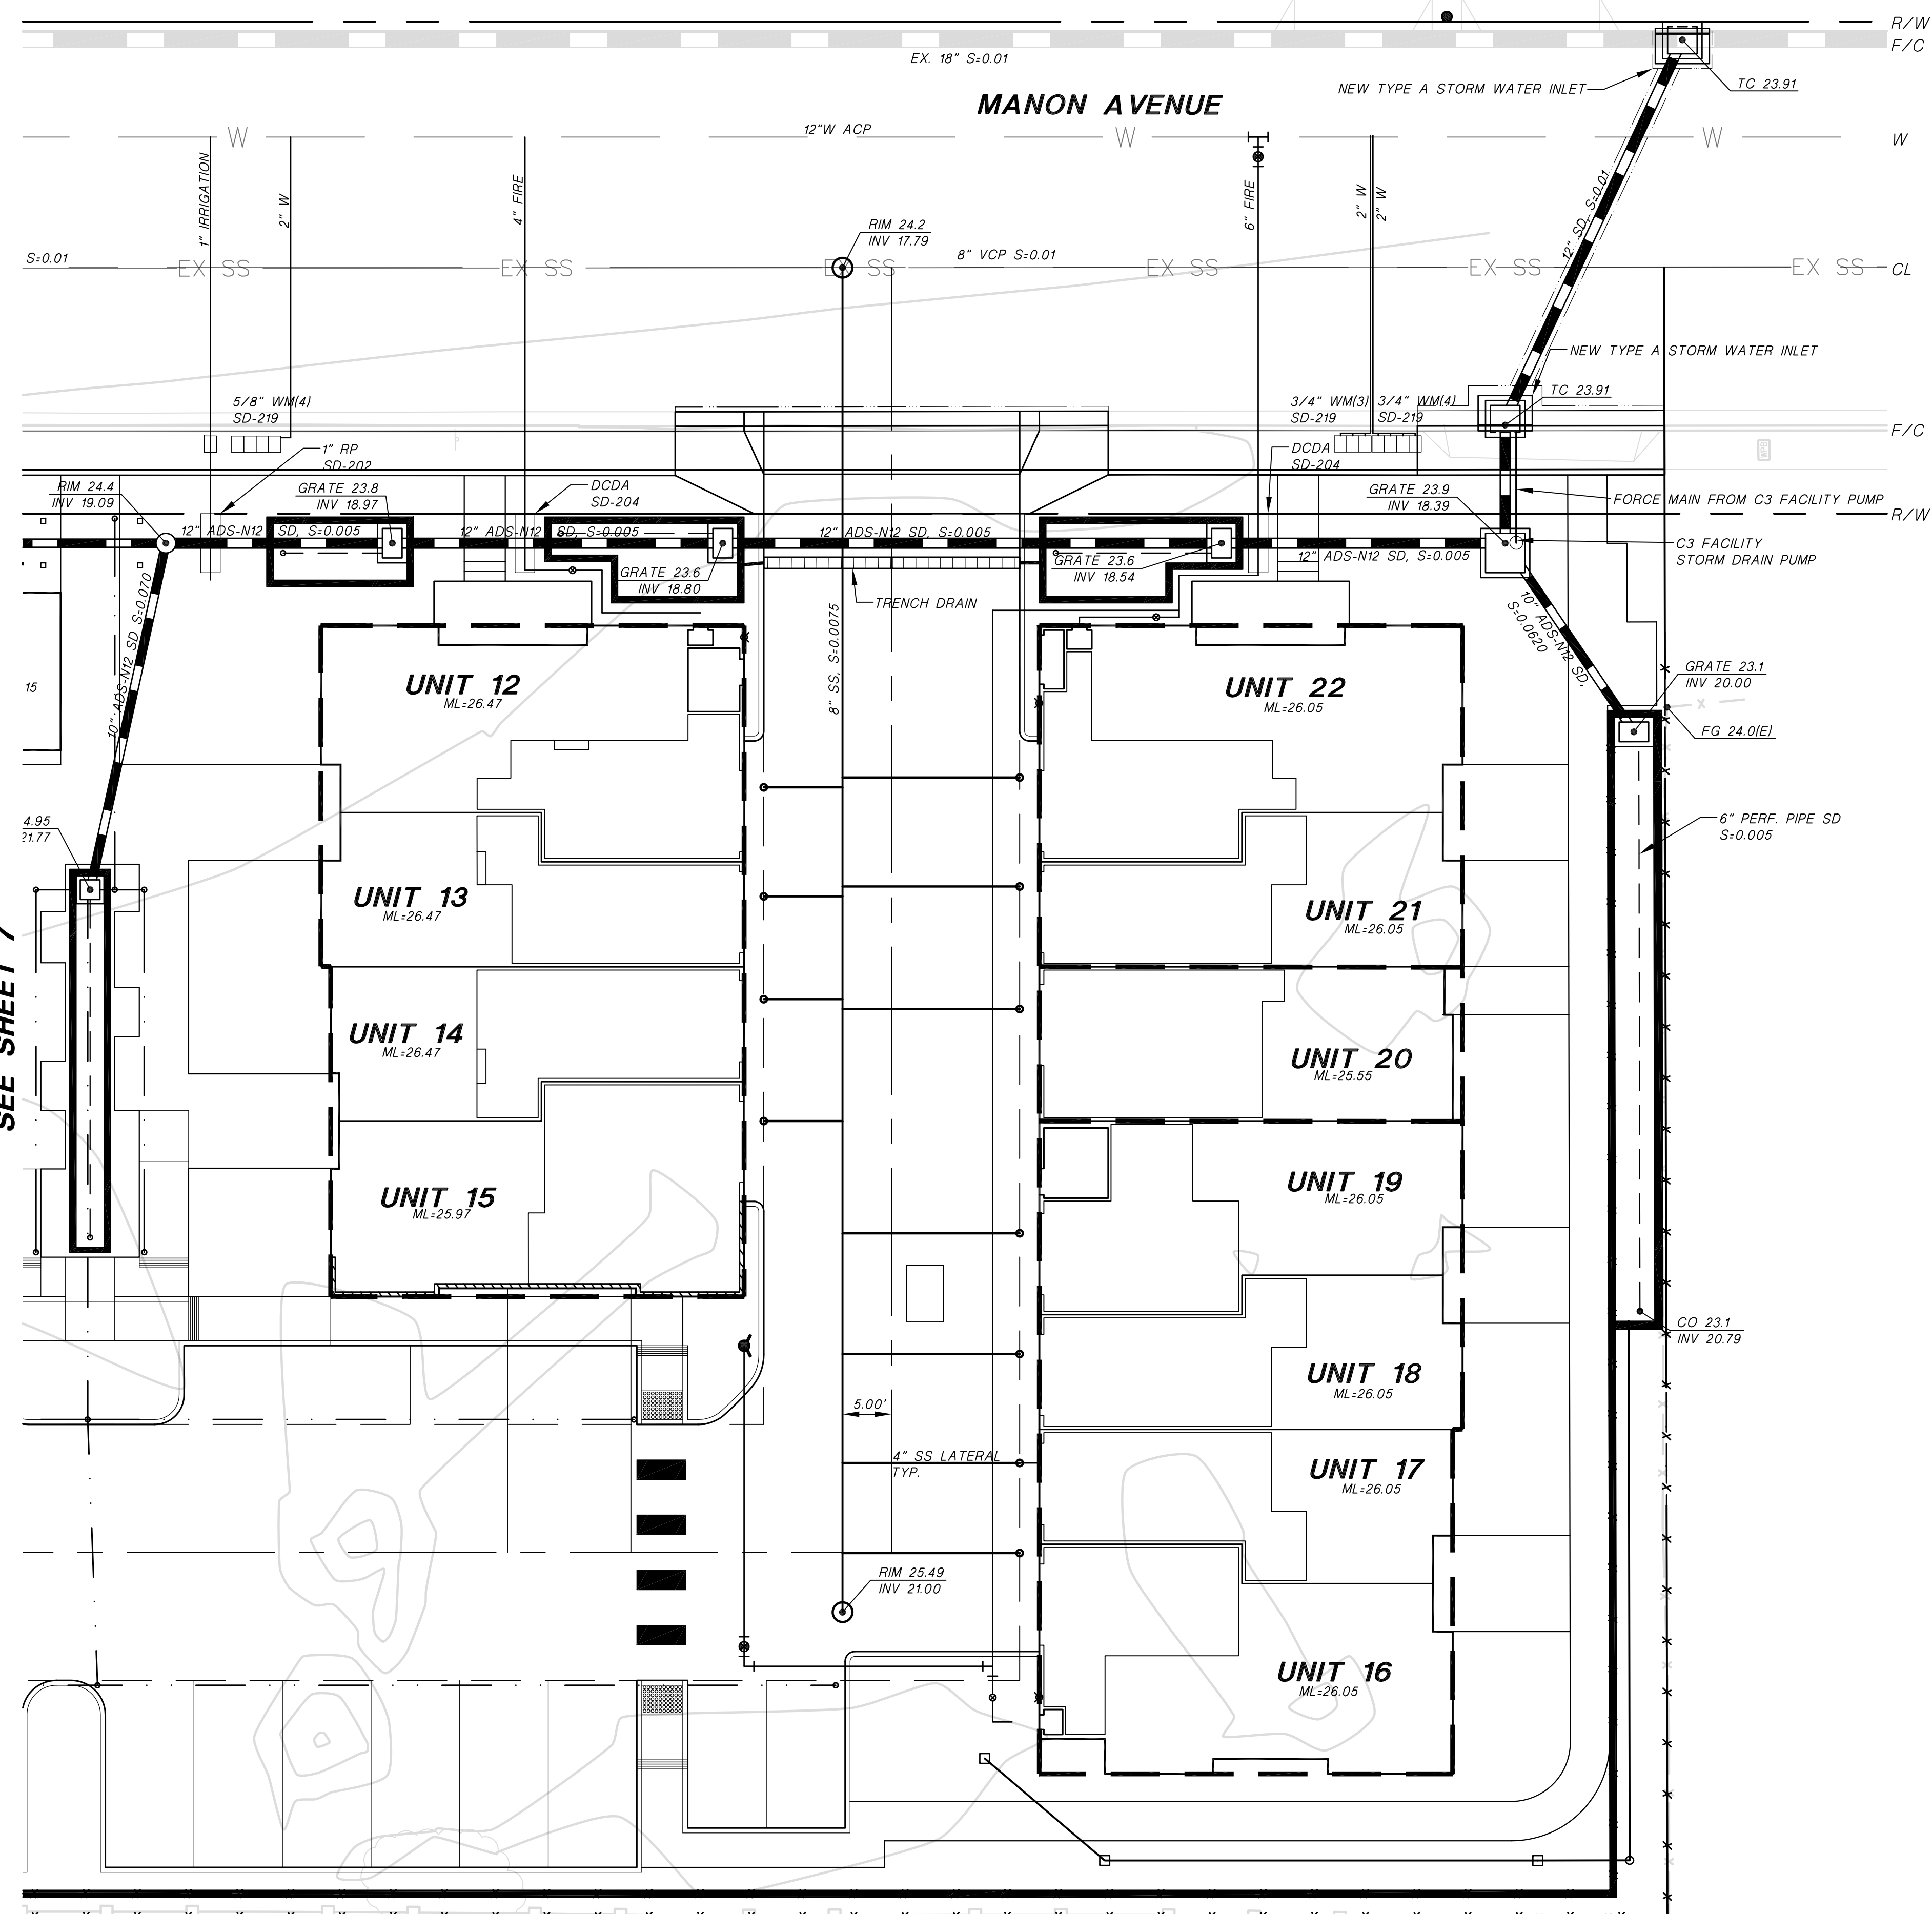 R/W
F/C
EX. 18" S=0.01
NEW TYPE A STORM WATER INLET
TC 23.91
MANON AVENUE
12"W ACP
W
W
W
W
1" IRRIGATION
2" W
4" FIRE
6" FIRE
2" W
2" W
12" SD, S=0.01
RIM 24.2
INV 17.79
S=0.01
8" VCP S=0.01
EX SS
EX SS
EX SS
EX SS
EX SS
EX SS
CL
NEW TYPE A STORM WATER INLET
TC 23.91
5/8" WM(4)
SD-219
3/4" WM(3)
SD-219
3/4" WM(4)
SD-219
F/C
1" RP
SD-202
DCDA
SD-204
DCDA
SD-204
RIM 24.4
INV 19.09
GRATE 23.8
INV 18.97
GRATE 23.9
INV 18.39
FORCE MAIN FROM C3 FACILITY PUMP
R/W
12" ADS-N12 SD, S=0.005
12" ADS-N12 SD, S=0.005
12" ADS-N12 SD, S=0.005
12" ADS-N12 SD, S=0.005
C3 FACILITY
STORM DRAIN PUMP
GRATE 23.6
INV 18.80
GRATE 23.6
INV 18.54
TRENCH DRAIN
10" ADS-N12 SD S=0.070
10" ADS-N12 SD,
S=0.0620
8" SS, S=0.0075
GRATE 23.1
INV 20.00
15
UNIT 12
ML=26.47
UNIT 22
ML=26.05
FG 24.0(E)
4.95
21.77
6" PERF. PIPE SD
S=0.005
UNIT 13
ML=26.47
UNIT 21
ML=26.05
SEE SHEET 7
UNIT 14
ML=26.47
UNIT 20
ML=25.55
UNIT 15
ML=25.97
UNIT 19
ML=26.05
CO 23.1
INV 20.79
UNIT 18
ML=26.05
5.00'
4" SS LATERAL
TYP.
UNIT 17
ML=26.05
RIM 25.49
INV 21.00
UNIT 16
ML=26.05